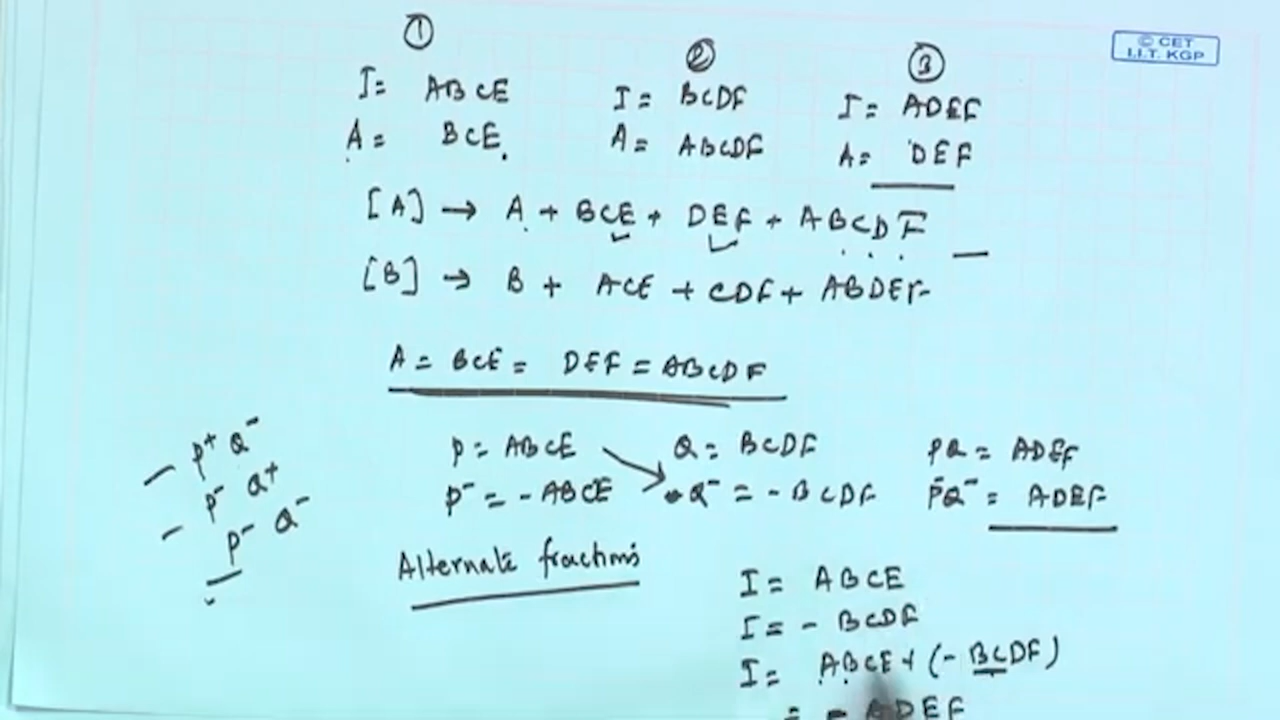 ① ② ③
© CET
I.I.T. KGP
I = ABCE I = BCDF I = ADEF
A = BCE. A = ABCDF A = DEF
[A] → A + BCE + DEF + ABCDF
[B] → B + ACE + CDF + ABDEF
A = BCE = DEF = ABCDF
P = ABCE Q = BCDF PQ = ADEF
P⁻ = - ABCE Q⁻ = - BCDF P⁻Q⁻ = ADEF
P⁺ Q⁻
P⁻ Q⁺
P⁻ Q⁻
Alternate fractions
I = ABCE
I = - BCDF
I = ABCE + (- BCDF)
= - ADEF